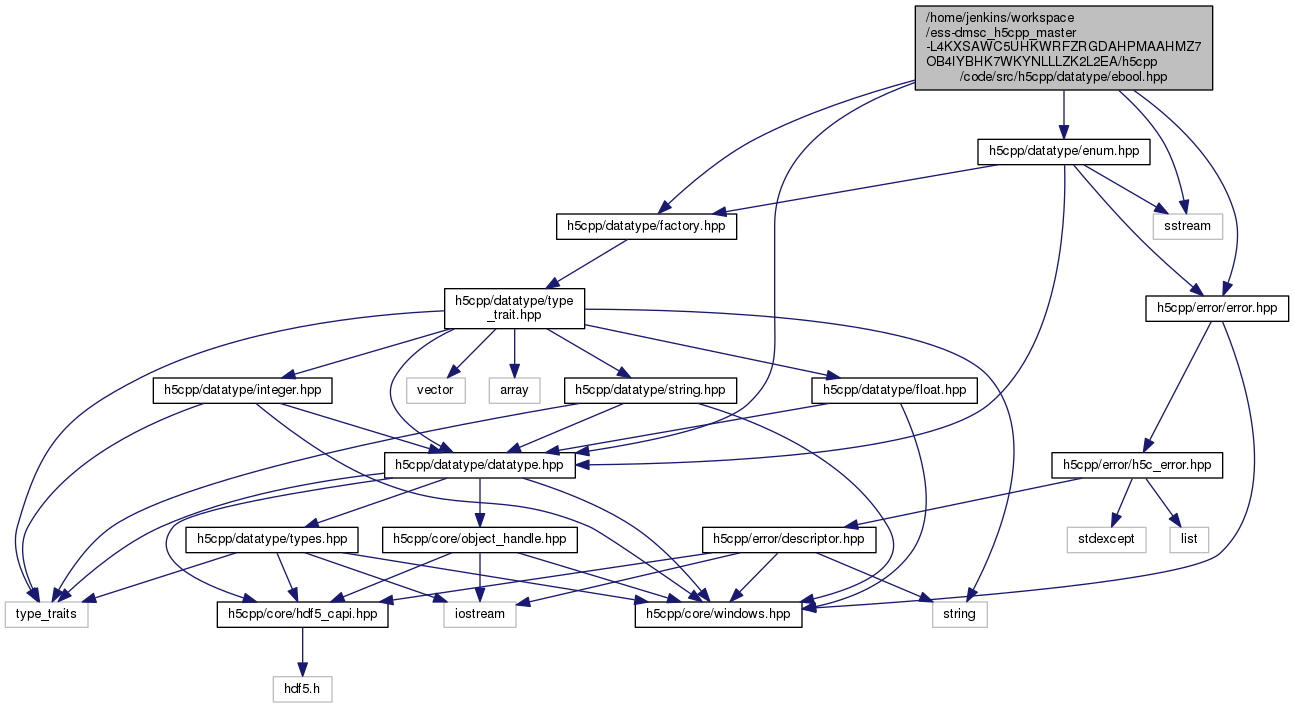 /home/jenkins/workspace
/ess-dmsc_h5cpp_master
-L4KXSAWC5UHKWRFZRGDAHPMAAHMZ7
OB4IYBHK7WKYNLLLZK2L2EA/h5cpp
/code/src/h5cpp/datatype/ebool.hpp
h5cpp/datatype/enum.hpp
h5cpp/datatype/factory.hpp
sstream
h5cpp/datatype/type
_trait.hpp
h5cpp/error/error.hpp
h5cpp/datatype/integer.hpp
vector
array
h5cpp/datatype/string.hpp
h5cpp/datatype/float.hpp
h5cpp/datatype/datatype.hpp
h5cpp/error/h5c_error.hpp
h5cpp/datatype/types.hpp
h5cpp/core/object_handle.hpp
h5cpp/error/descriptor.hpp
stdexcept
list
type_traits
h5cpp/core/hdf5_capi.hpp
iostream
h5cpp/core/windows.hpp
string
hdf5.h